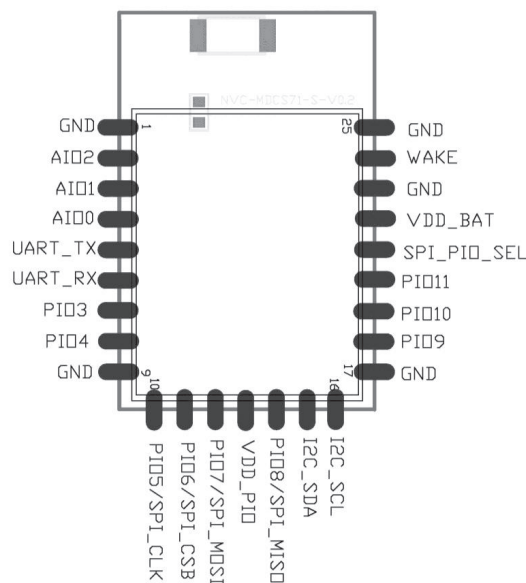 NVC-MDCS71-S-V0.2
1
25
GND
AIO2
AIO1
AIO0
UART_TX
UART_RX
PIO3
PIO4
GND
GND
WAKE
GND
VDD_BAT
SPI_PIO_SEL
PIO11
PIO10
PIO9
GND
9
10
16
17
PIO5/SPI_CLK
PIO6/SPI_CSB
PIO7/SPI_MOSI
VDD_PIO
PIO8/SPI_MISO
I2C_SDA
I2C_SCL